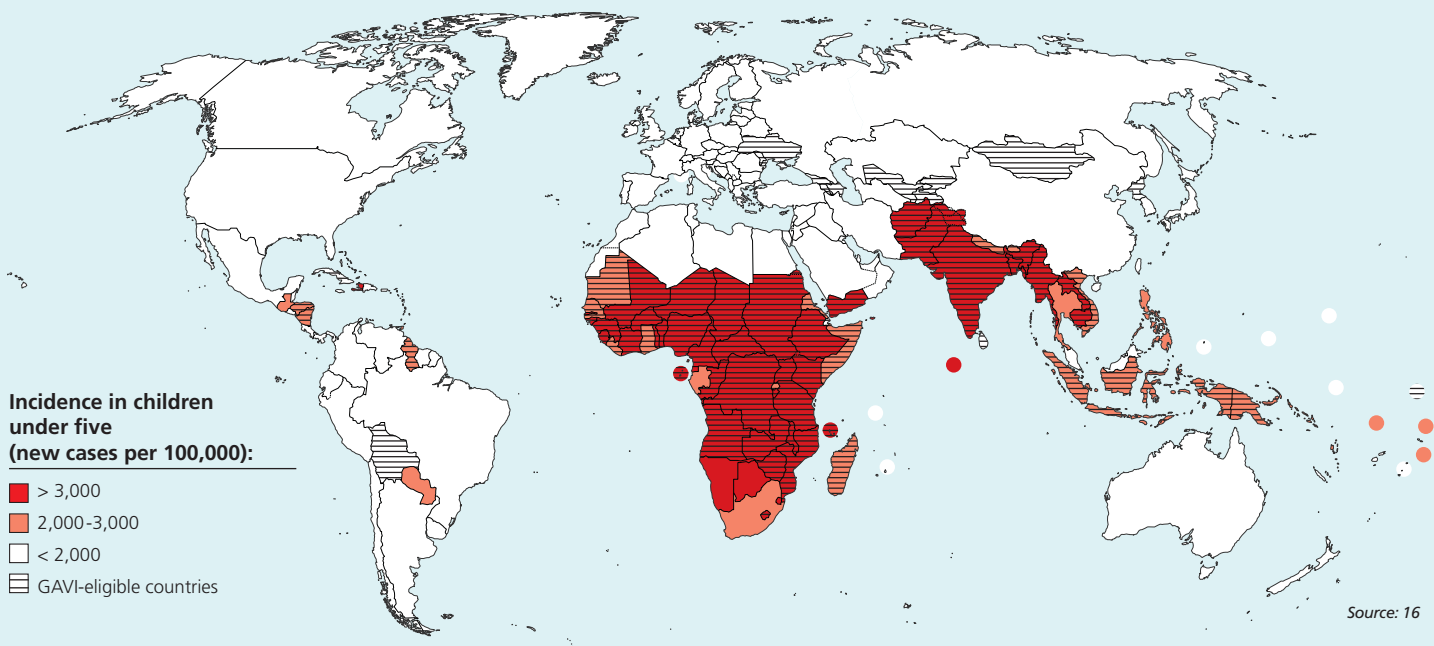 Incidence in children
under five
(new cases per 100,000):
> 3,000
2,000-3,000
< 2,000
GAVI-eligible countries
Source: 16